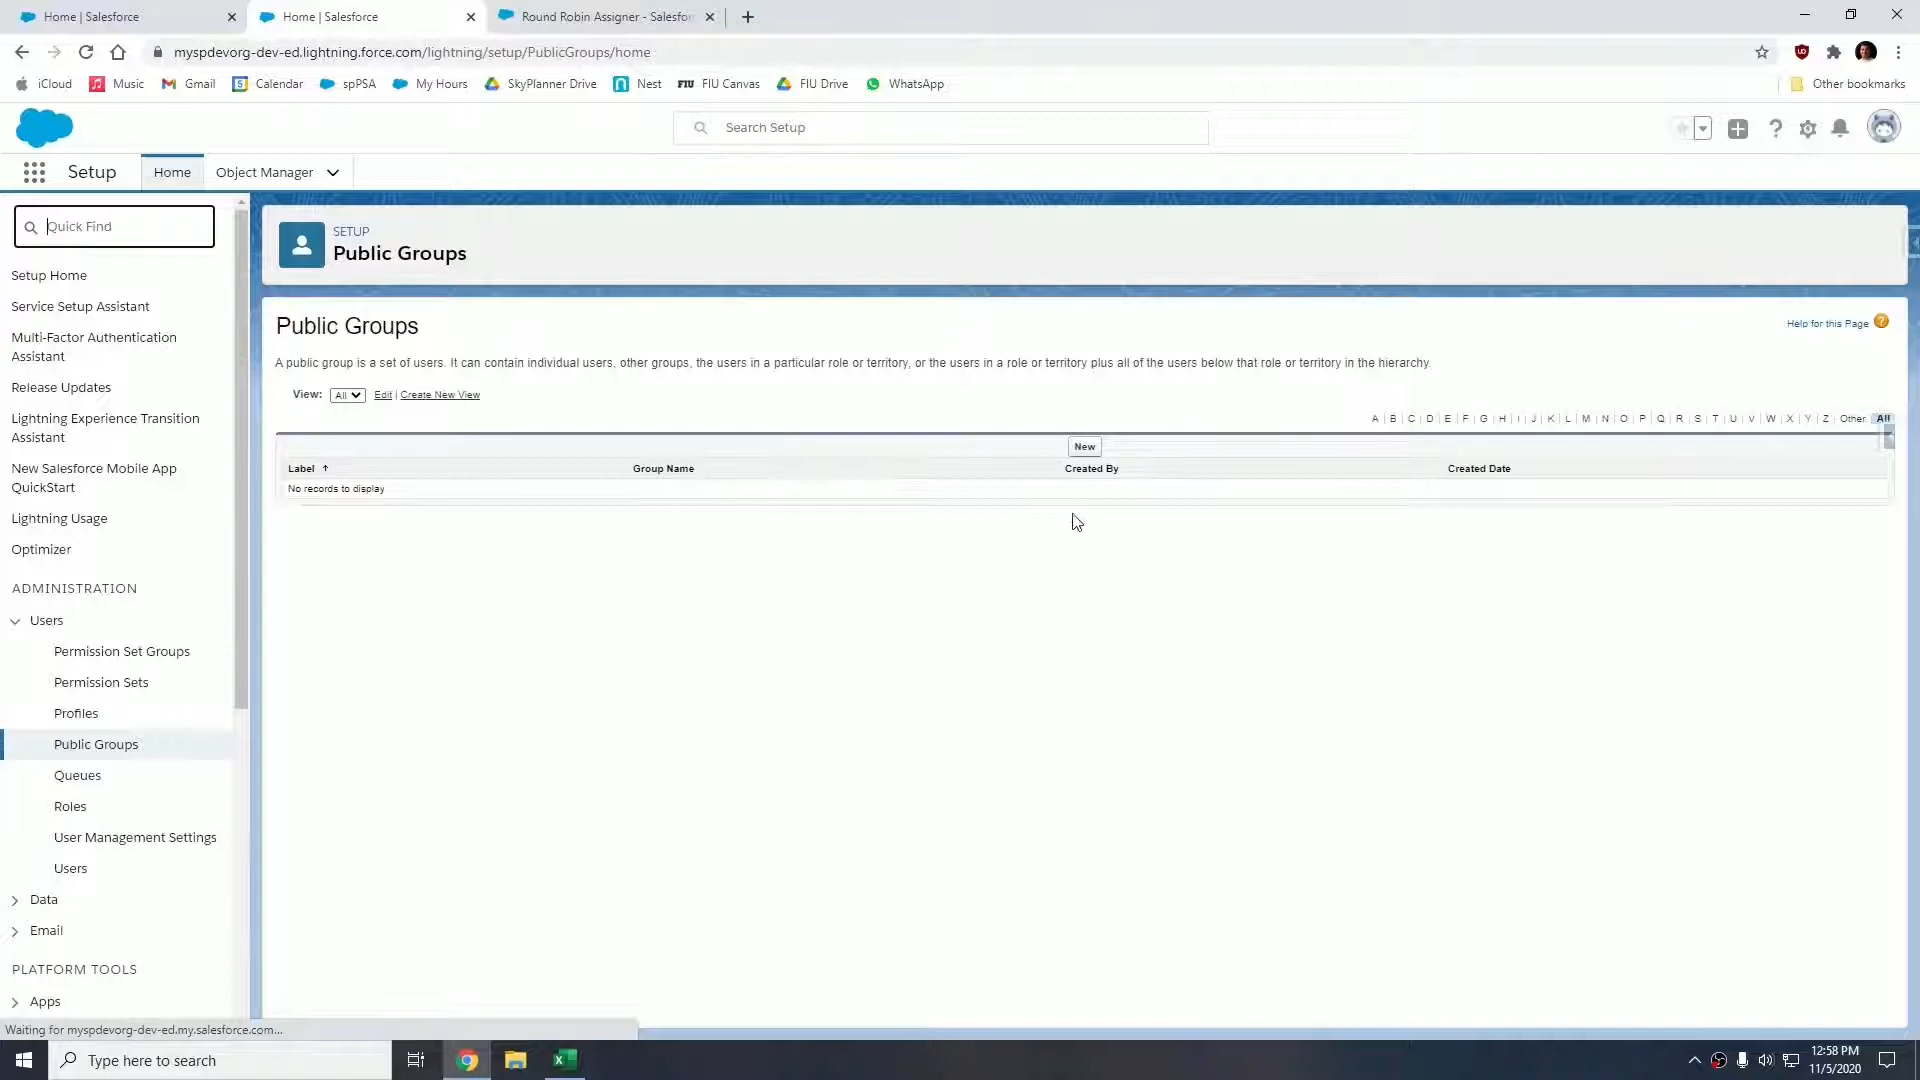 Home | Salesforce
Home | Salesforce
Round Robin Assigner - Salesfor
myspdevorg-dev-ed.lightning.force.com/lightning/setup/PublicGroups/home
iCloud
Music
Gmail
Calendar
spPSA
My Hours
SkyPlanner Drive
Nest
FIU FIU Canvas
FIU Drive
WhatsApp
Other bookmarks
Search Setup
Setup
Home
Object Manager
Quick Find
SETUP
Public Groups
Setup Home
Service Setup Assistant
Multi-Factor Authentication
Assistant
Release Updates
Lightning Experience Transition
Assistant
New Salesforce Mobile App
QuickStart
Lightning Usage
Optimizer
ADMINISTRATION
Users
Permission Set Groups
Permission Sets
Profiles
Public Groups
Queues
Roles
User Management Settings
Users
Data
Email
PLATFORM TOOLS
Apps
Public Groups
Help for this Page
A public group is a set of users. It can contain individual users, other groups, the users in a particular role or territory, or the users in a role or territory plus all of the users below that role or territory in the hierarchy.
View: All Edit | Create New View
A | B | C | D | E | F | G | H | I | J | K | L | M | N | O | P | Q | R | S | T | U | V | W | X | Y | Z | Other | All
New
Label Group Name Created By Created Date
No records to display
Waiting for myspdevorg-dev-ed.my.salesforce.com...
Type here to search
12:58 PM
11/5/2020